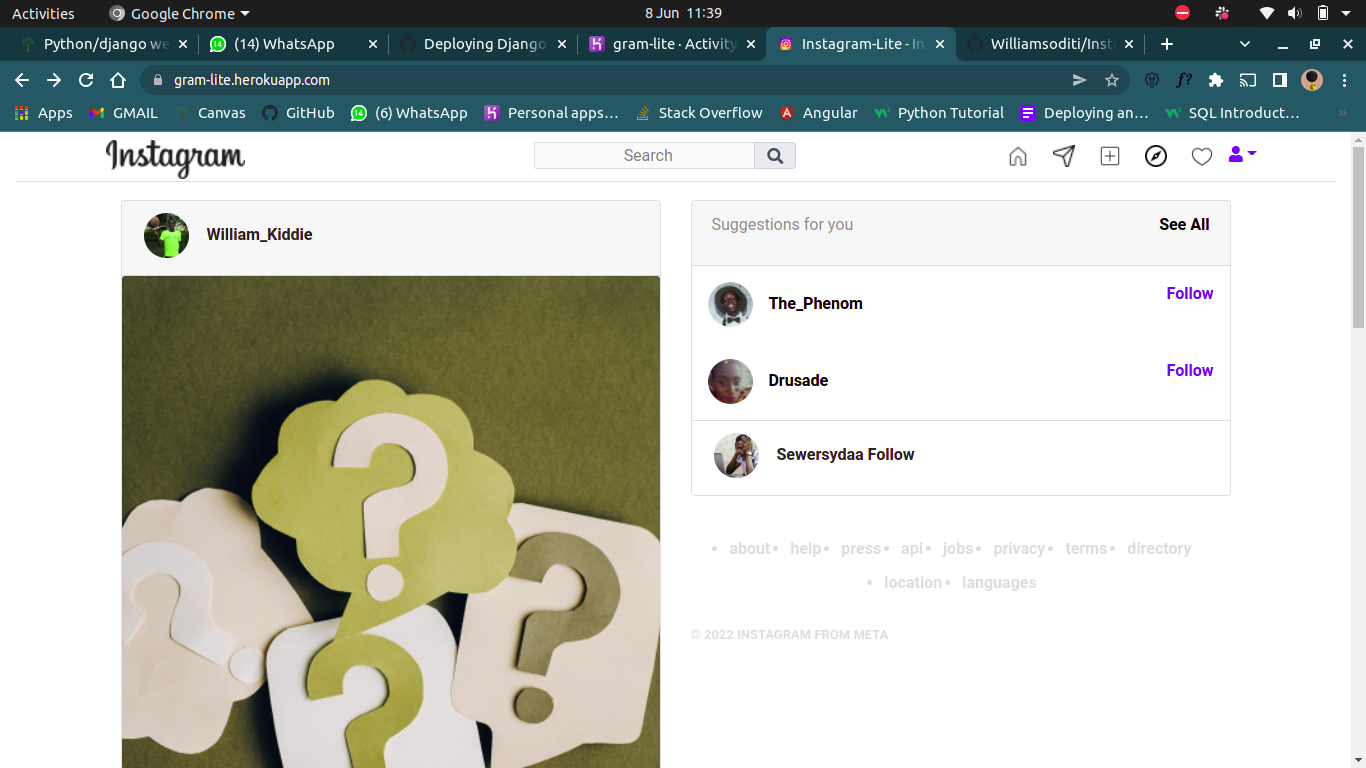 Activities Google Chrome 8 Jun 11:39
Python/django we (14) WhatsApp Deploying Django gram-lite · Activity Instagram-Lite - In Williamsoditi/Insta
gram-lite.herokuapp.com f?
Apps GMAIL Canvas GitHub (6) WhatsApp Personal apps… Stack Overflow Angular Python Tutorial Deploying an… SQL Introduct… »
Instagram Search
William_Kiddie
Suggestions for you See All
The_Phenom Follow
Drusade Follow
Sewersydaa Follow
• about • help • press • api • jobs • privacy • terms • directory
• location • languages
© 2022 INSTAGRAM FROM META
? ? ? ?